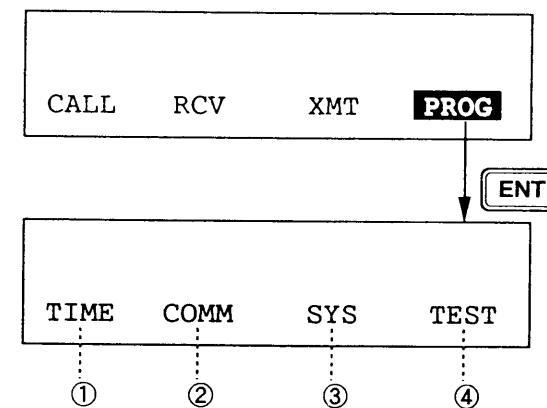 CALL RCV XMT PROG
ENT
TIME COMM SYS TEST
① ② ③ ④